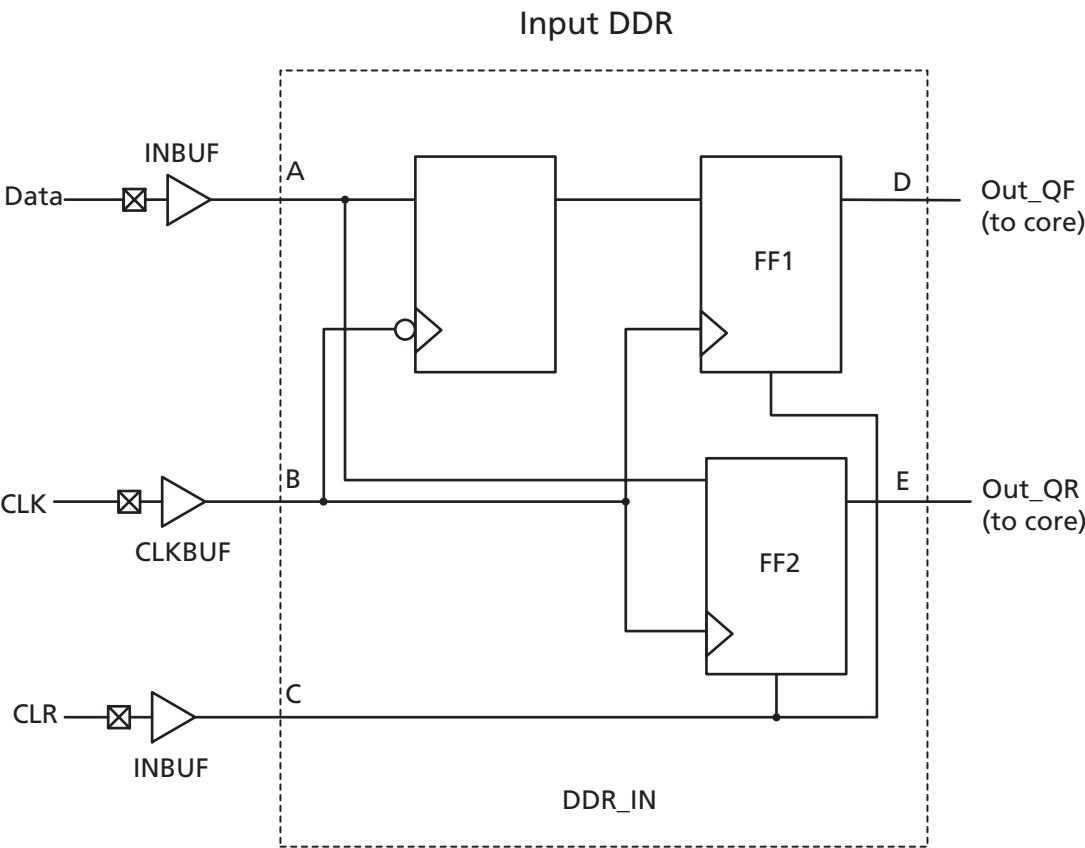 Input DDR
INBUF
A
Data
D
Out_QF
(to core)
FF1
B
CLK
CLKBUF
E
Out_QR
(to core)
FF2
C
CLR
INBUF
DDR_IN